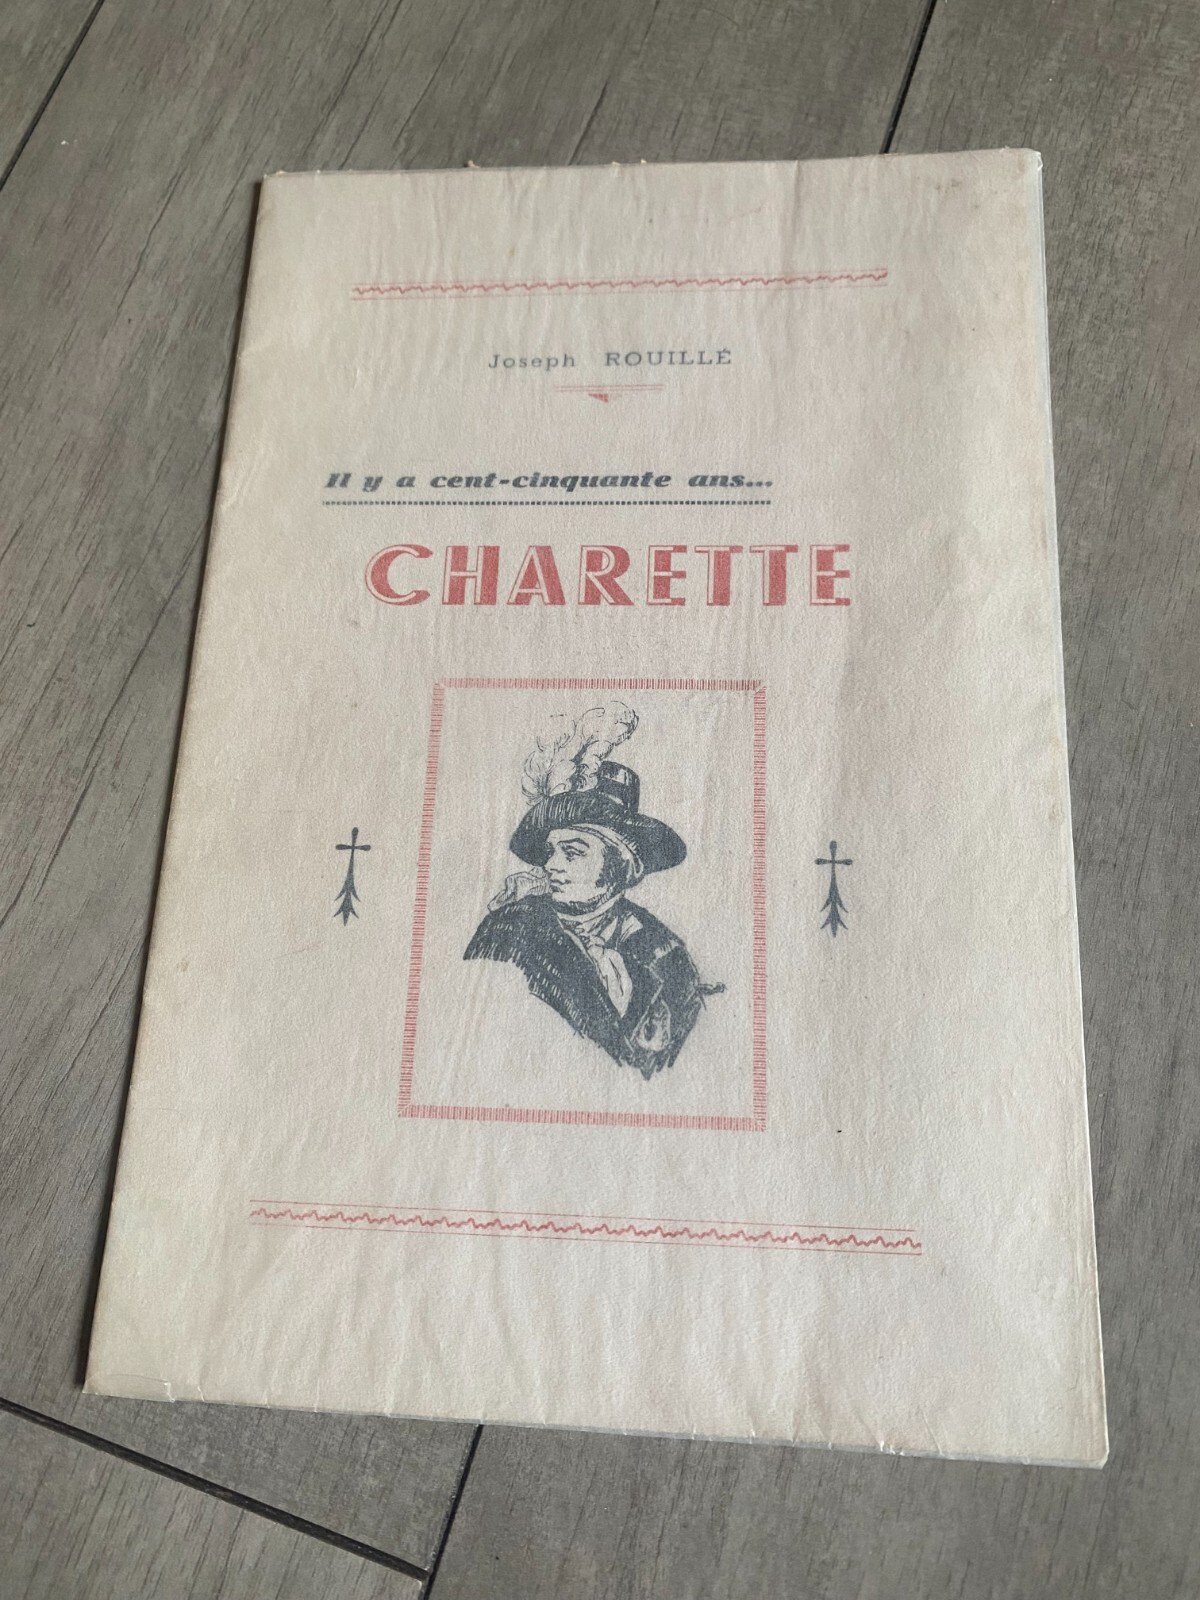 Joseph ROUILLÉ
Il y a cent-cinquante ans...
CHARETTE